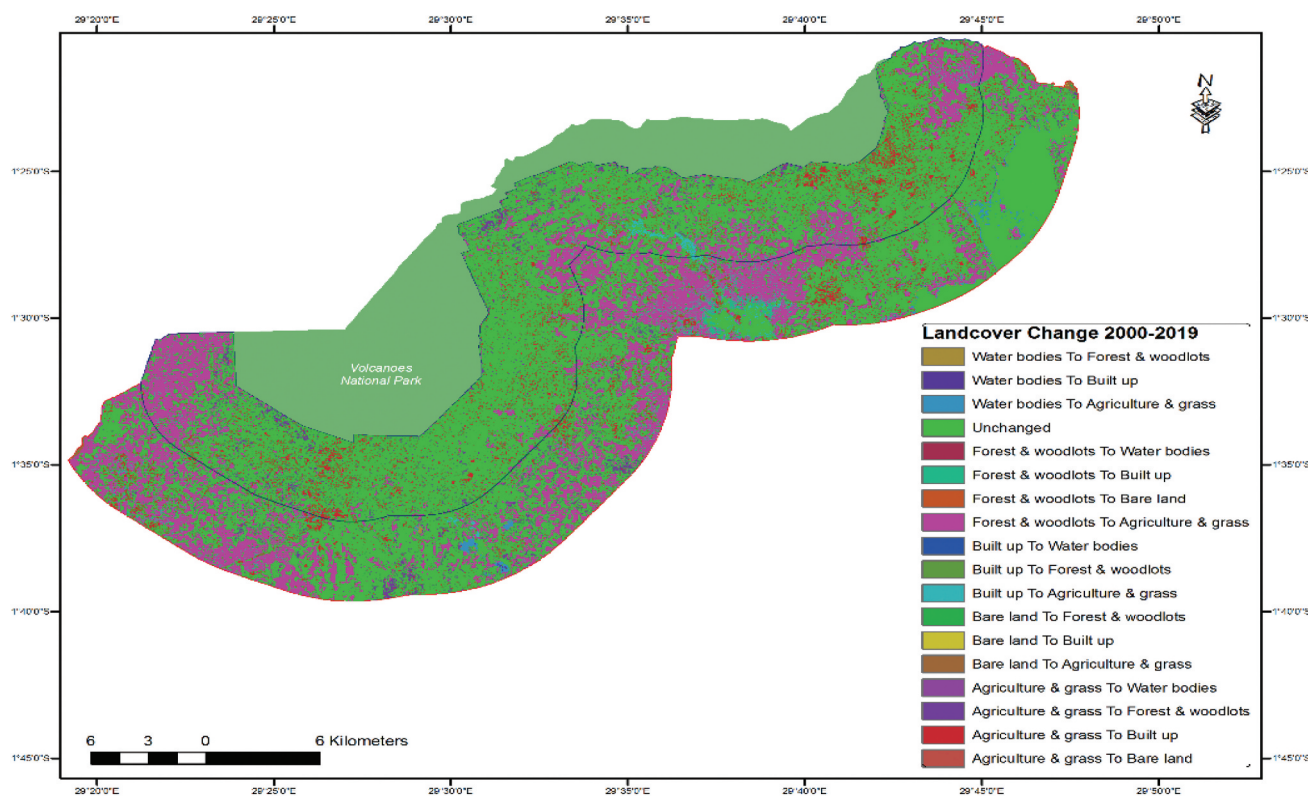 29°20'0"E
29°25'0"E
29°30'0"E
29°35'0"E
29°40'0"E
29°45'0"E
29°50'0"E
N
1°25'0"S
1°25'0"S
1°30'0"S
1°30'0"S
Volcanoes
National Park
Landcover Change 2000-2019
Water bodies To Forest & woodlots
Water bodies To Built up
Water bodies To Agriculture & grass
Unchanged
Forest & woodlots To Water bodies
Forest & woodlots To Built up
Forest & woodlots To Bare land
Forest & woodlots To Agriculture & grass
Built up To Water bodies
Built up To Forest & woodlots
Built up To Agriculture & grass
Bare land To Forest & woodlots
Bare land To Built up
Bare land To Agriculture & grass
Agriculture & grass To Water bodies
Agriculture & grass To Forest & woodlots
Agriculture & grass To Built up
Agriculture & grass To Bare land
1°35'0"S
1°35'0"S
1°40'0"S
1°40'0"S
6 3 0 6 Kilometers
1°45'0"S
1°45'0"S
29°20'0"E
29°25'0"E
29°30'0"E
29°35'0"E
29°40'0"E
29°45'0"E
29°50'0"E